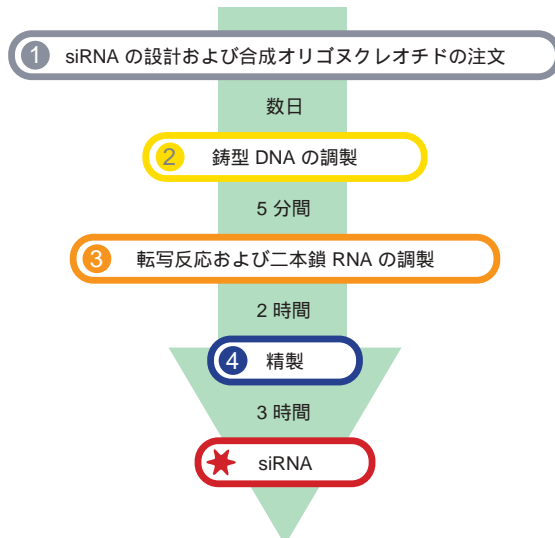 1 siRNA の設計および合成オリゴヌクレオチドの注文
数日
2 鋳型 DNA の調製
5 分間
3 転写反応および二本鎖 RNA の調製
2 時間
4 精製
3 時間
siRNA